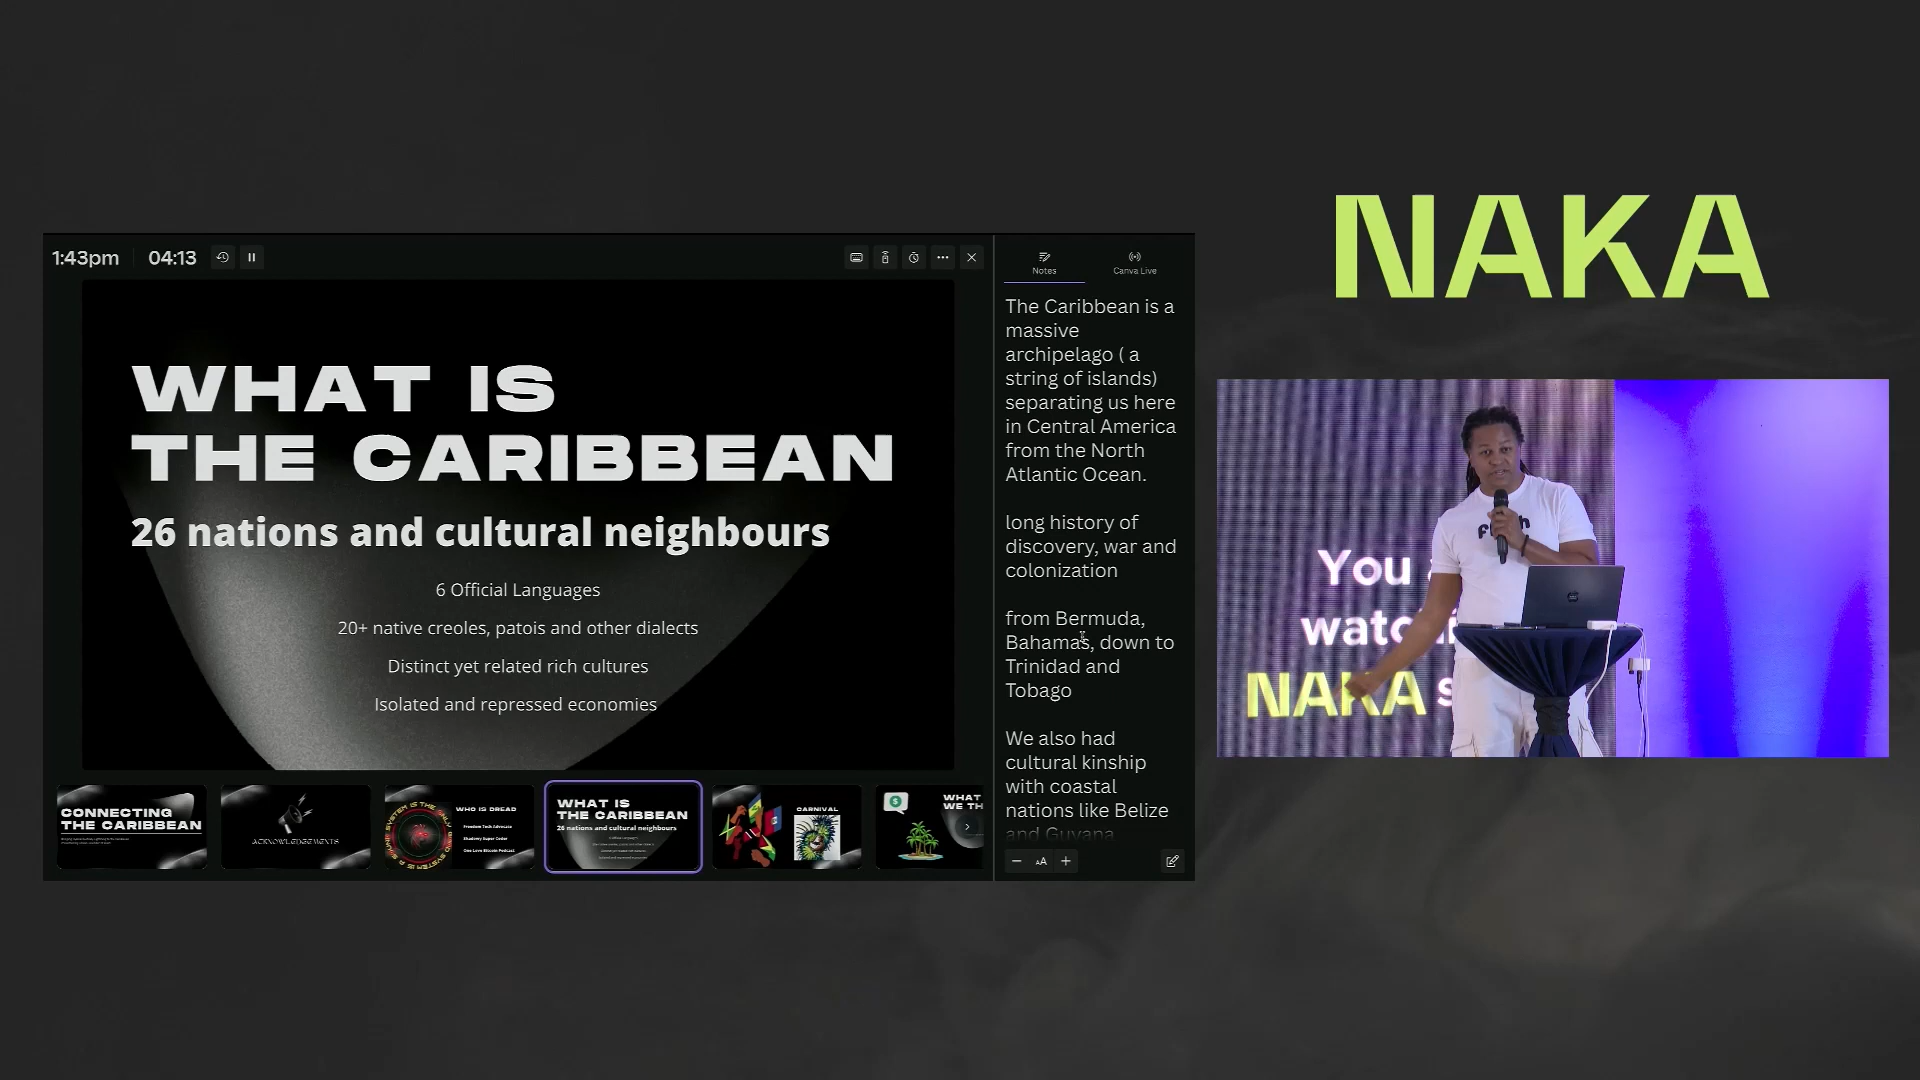 1:43pm
04:13
WHAT IS
THE CARIBBEAN
26 nations and cultural neighbours
6 Official Languages
20+ native creoles, patois and other dialects
Distinct yet related rich cultures
Isolated and repressed economies
CONNECTING
THE CARIBBEAN
ACKNOWLEDGEMENTS
WHO IS DREAD
Freedom Tech Advocate
Shadowy Super Coder
One Love Bitcoin Podcast
WHAT IS
THE CARIBBEAN
26 nations and cultural neighbours
CARNIVAL
WHAT
WE TH
Notes
Canva Live
The Caribbean is a
massive
archipelago ( a
string of islands)
separating us here
in Central America
from the North
Atlantic Ocean.
long history of
discovery, war and
colonization
from Bermuda,
Bahamas, down to
Trinidad and
Tobago
We also had
cultural kinship
with coastal
nations like Belize
and Guyana
AA
NAKA
You
NAKA s